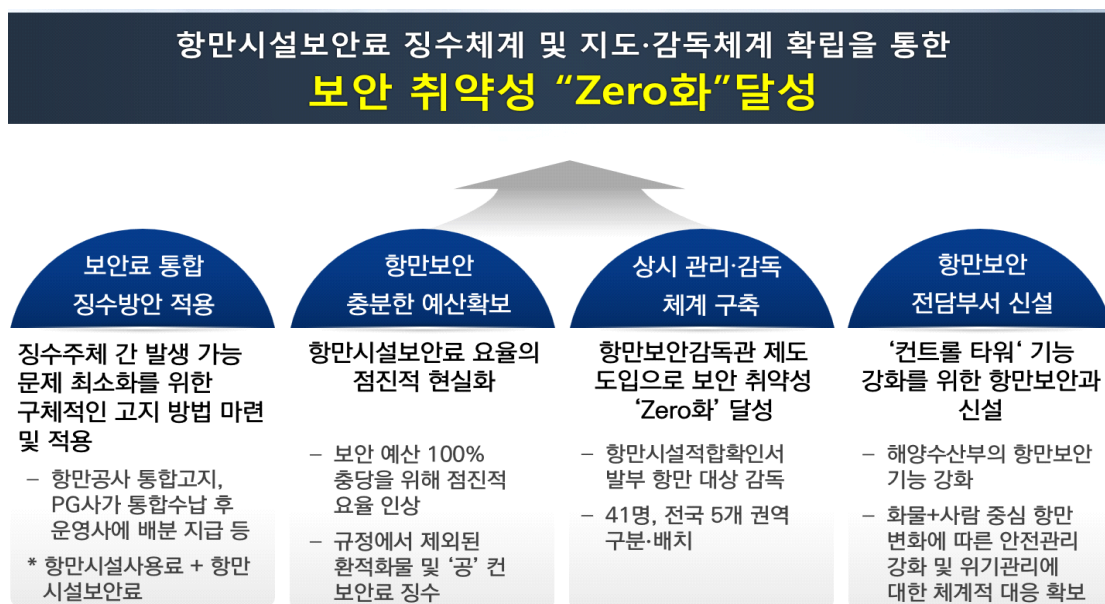 항만시설보안료 징수체계 및 지도·감독체계 확립을 통한
보안 취약성 “Zero화”달성
보안료 통합
징수방안 적용
징수주체 간 발생 가능
문제 최소화를 위한
구체적인 고지 방법 마련
및 적용
– 항만공사 통합고지,
PG사가 통합수납 후
운영사에 배분 지급 등
* 항만시설사용료 + 항만
시설보안료
항만보안
충분한 예산확보
항만시설보안료 요율의
점진적 현실화
– 보안 예산 100%
충당을 위해 점진적
요율 인상
– 규정에서 제외된
환적화물 및 ‘공’ 컨
보안료 징수
상시 관리·감독
체계 구축
항만보안감독관 제도
도입으로 보안 취약성
‘Zero화’ 달성
– 항만시설적합확인서
발부 항만 대상 감독
– 41명, 전국 5개 권역
구분·배치
항만보안
전담부서 신설
‘컨트롤 타워‘ 기능
강화를 위한 항만보안과
신설
– 해양수산부의 항만보안
기능 강화
– 화물+사람 중심 항만
변화에 따른 안전관리
강화 및 위기관리에
대한 체계적 대응 확보